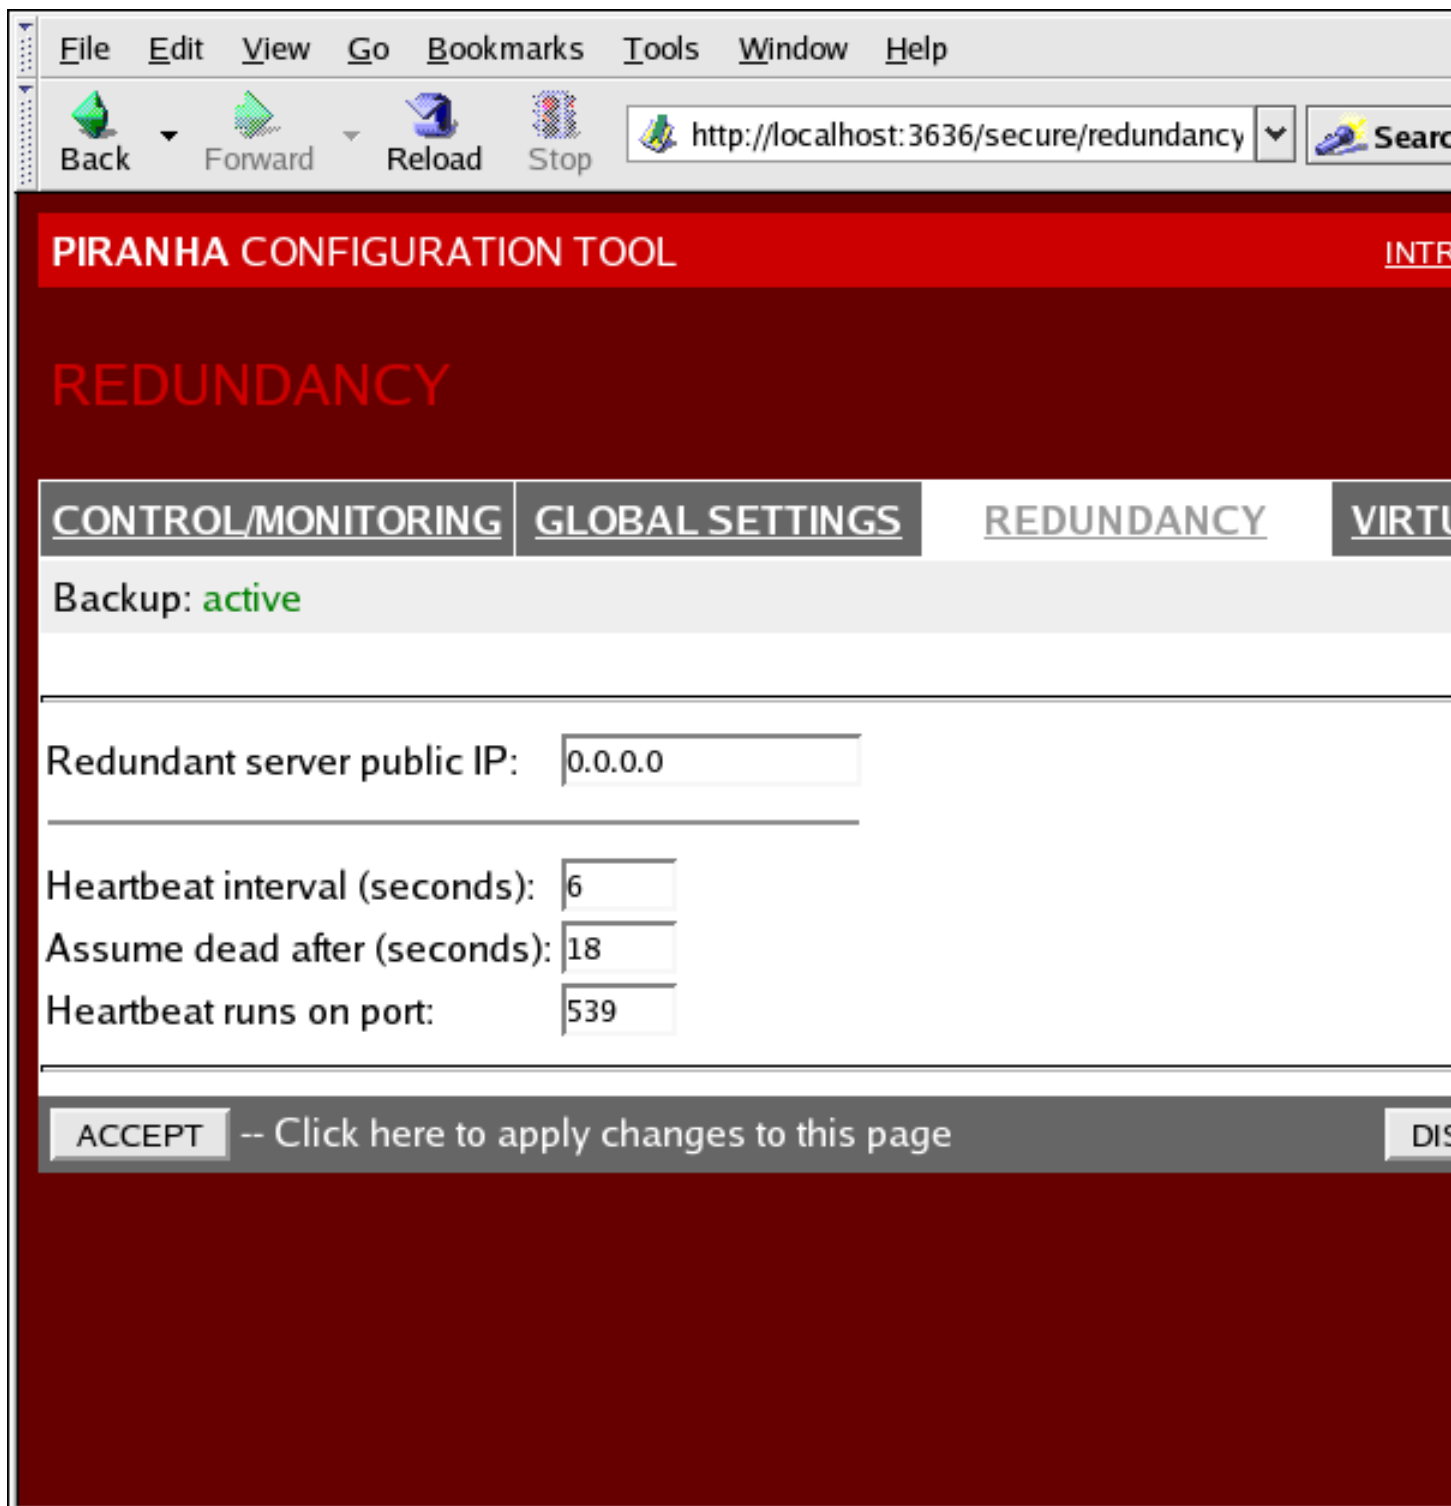 File Edit View Go Bookmarks Tools Window Help
Back Forward Reload Stop http://localhost:3636/secure/redundancy
PIRANHA CONFIGURATION TOOL
REDUNDANCY
CONTROL/MONITORING GLOBAL SETTINGS REDUNDANCY
Backup: active
Redundant server public IP: 0.0.0.0
Heartbeat interval (seconds): 6
Assume dead after (seconds): 18
Heartbeat runs on port: 539
ACCEPT -- Click here to apply changes to this page